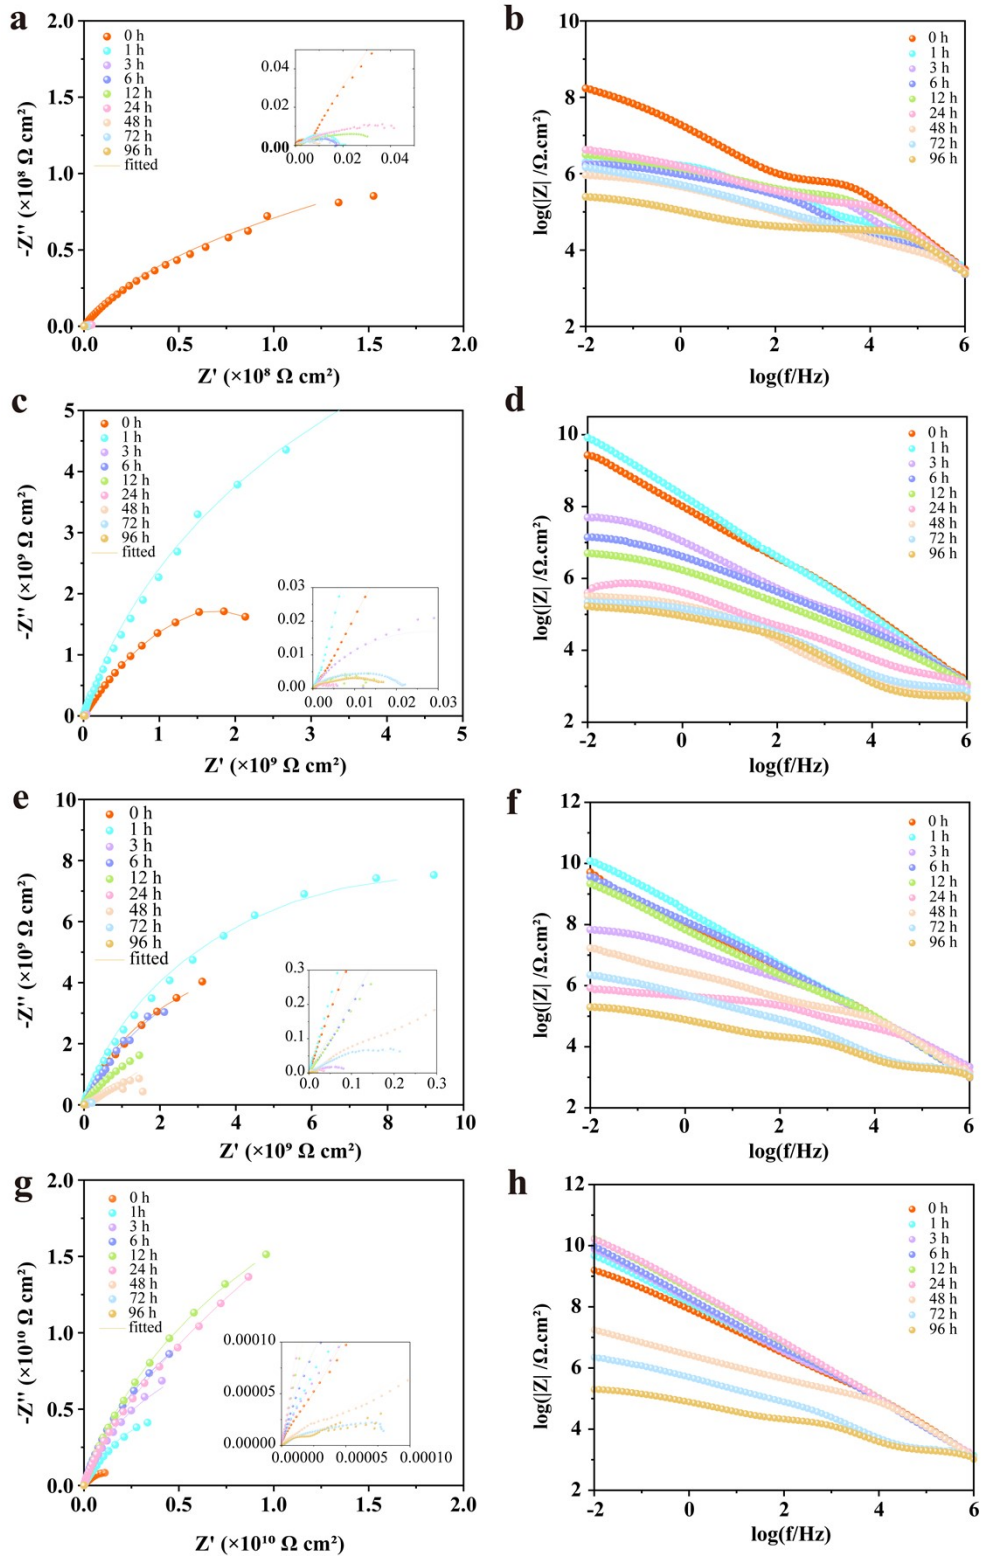 a
2.0
1.5
1.0
0.5
0.0
-Z'' (×10⁸ Ω cm²)
0 h
1 h
3 h
6 h
12 h
24 h
48 h
72 h
96 h
fitted
0.04
0.02
0.00
0.00 0.02 0.04
0.0 0.5 1.0 1.5 2.0
Z' (×10⁸ Ω cm²)
b
10
8
6
4
2
log(|Z| /Ω.cm²)
0 h
1 h
3 h
6 h
12 h
24 h
48 h
72 h
96 h
-2 0 2 4 6
log(f/Hz)
c
5
4
3
2
1
0
-Z'' (×10⁹ Ω cm²)
0 h
1 h
3 h
6 h
12 h
24 h
48 h
72 h
96 h
fitted
0.03
0.02
0.01
0.00
0.00 0.01 0.02 0.03
0 1 2 3 4 5
Z' (×10⁹ Ω cm²)
d
10
8
6
4
2
log(|Z| /Ω.cm²)
0 h
1 h
3 h
6 h
12 h
24 h
48 h
72 h
96 h
-2 0 2 4 6
log(f/Hz)
e
10
8
6
4
2
0
-Z'' (×10⁹ Ω cm²)
0 h
1 h
3 h
6 h
12 h
24 h
48 h
72 h
96 h
fitted
0.3
0.2
0.1
0.0
0.0 0.1 0.2 0.3
0 2 4 6 8 10
Z' (×10⁹ Ω cm²)
f
12
10
8
6
4
2
log(|Z| /Ω.cm²)
0 h
1 h
3 h
6 h
12 h
24 h
48 h
72 h
96 h
-2 0 2 4 6
log(f/Hz)
g
2.0
1.5
1.0
0.5
0.0
-Z'' (×10¹⁰ Ω cm²)
0 h
1h
3 h
6 h
12 h
24 h
48 h
72 h
96 h
fitted
0.00010
0.00005
0.00000
0.00000 0.00005 0.00010
0.0 0.5 1.0 1.5 2.0
Z' (×10¹⁰ Ω cm²)
h
12
10
8
6
4
2
log(|Z| /Ω.cm²)
0 h
1 h
3 h
6 h
12 h
24 h
48 h
72 h
96 h
-2 0 2 4 6
log(f/Hz)